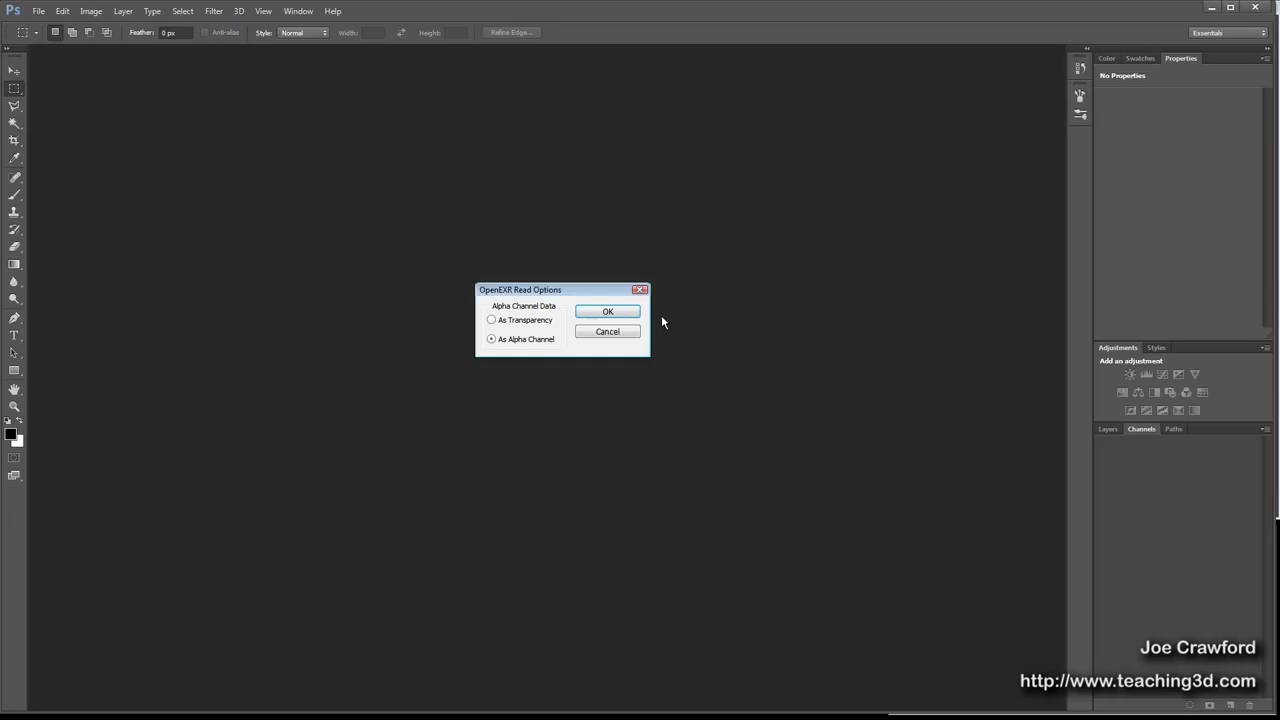 Ps File Edit Image Layer Type Select Filter 3D View Window Help
Feather: 0 px Anti-alias Style: Normal Width: Height: Refine Edge... Essentials
Color Swatches Properties
No Properties
OpenEXR Read Options
Alpha Channel Data
As Transparency
As Alpha Channel
OK
Cancel
Adjustments Styles
Add an adjustment
Layers Channels Paths
Joe Crawford
http://www.teaching3d.com